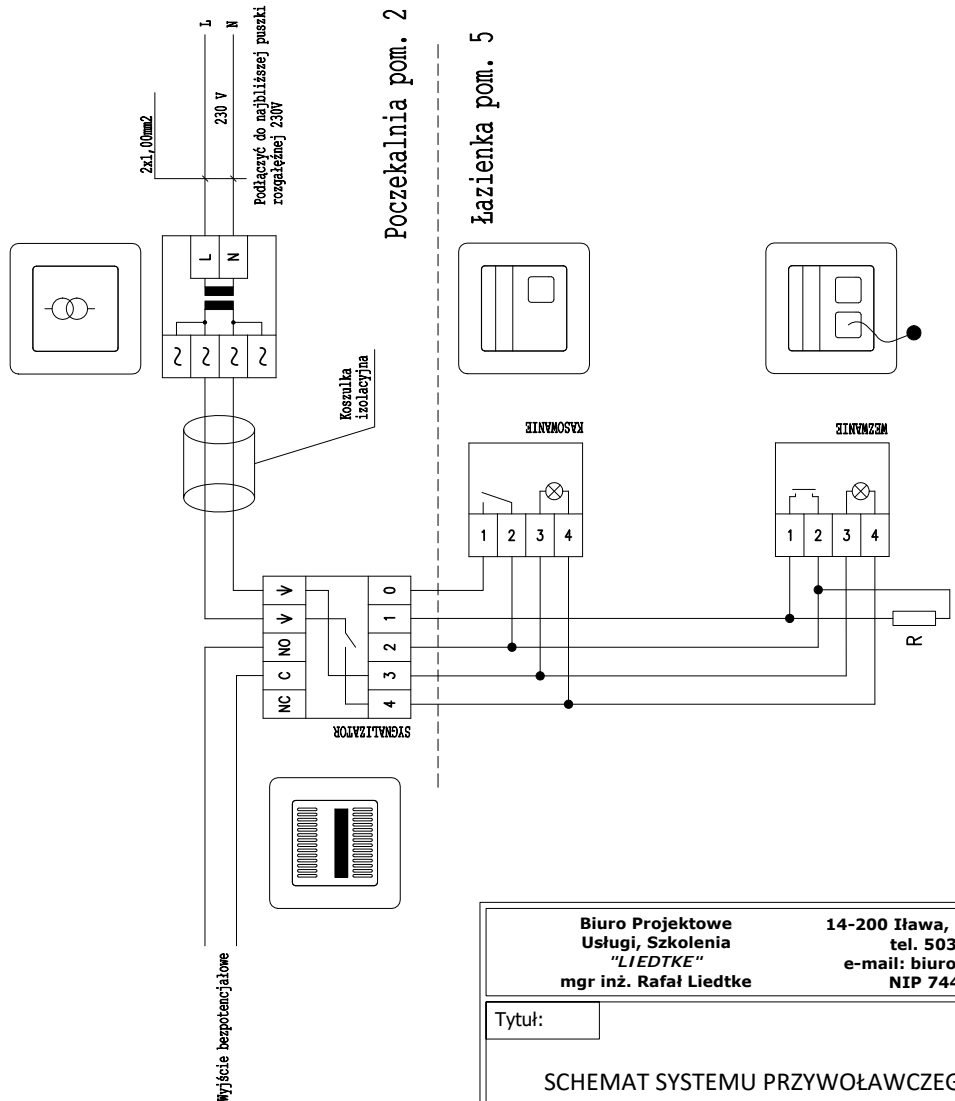 L
N
2x1,00mm2
230 V
Podłączyć do najbliższej puszki
rozgałęźnej 230V
Poczekalnia pom. 2
Łazienka pom. 5
L
N
~ ~ ~ ~
Koszulka
izolacyjna
KASOWANIE
1 2 3 4
WEZWANIE
1 2 3 4
R
NC C NO V V
4 3 2 1 0
SYGNALIZATOR
Wyjście bezpotencjałowe
Biuro Projektowe
Usługi, Szkolenia
"LIEDTKE"
mgr inż. Rafał Liedtke
14-200 Iława,
tel. 503
e-mail: biuro
NIP 744
Tytuł:
SCHEMAT SYSTEMU PRZYWOŁAWCZEG